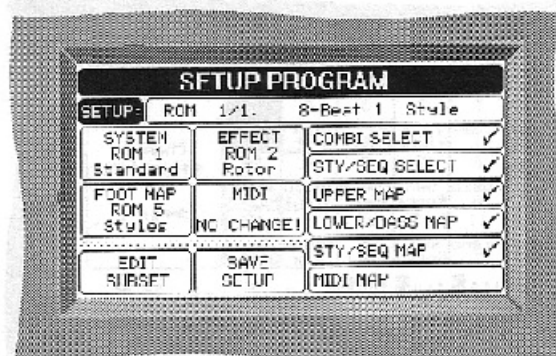 SETUP PROGRAM
SETUP: ROM 1/1. 8-Beat 1 Style
SYSTEM
ROM 1
Standard
EFFECT
ROM 2
Rotor
COMBI SELECT ✓
STY/SEQ SELECT ✓
FOOT MAP
ROM 5
Styles
MIDI
NO CHANGE!
UPPER MAP ✓
LOWER/BASS MAP ✓
STY/SEQ MAP ✓
EDIT
SUBSET
SAVE
SETUP
MIDI MAP